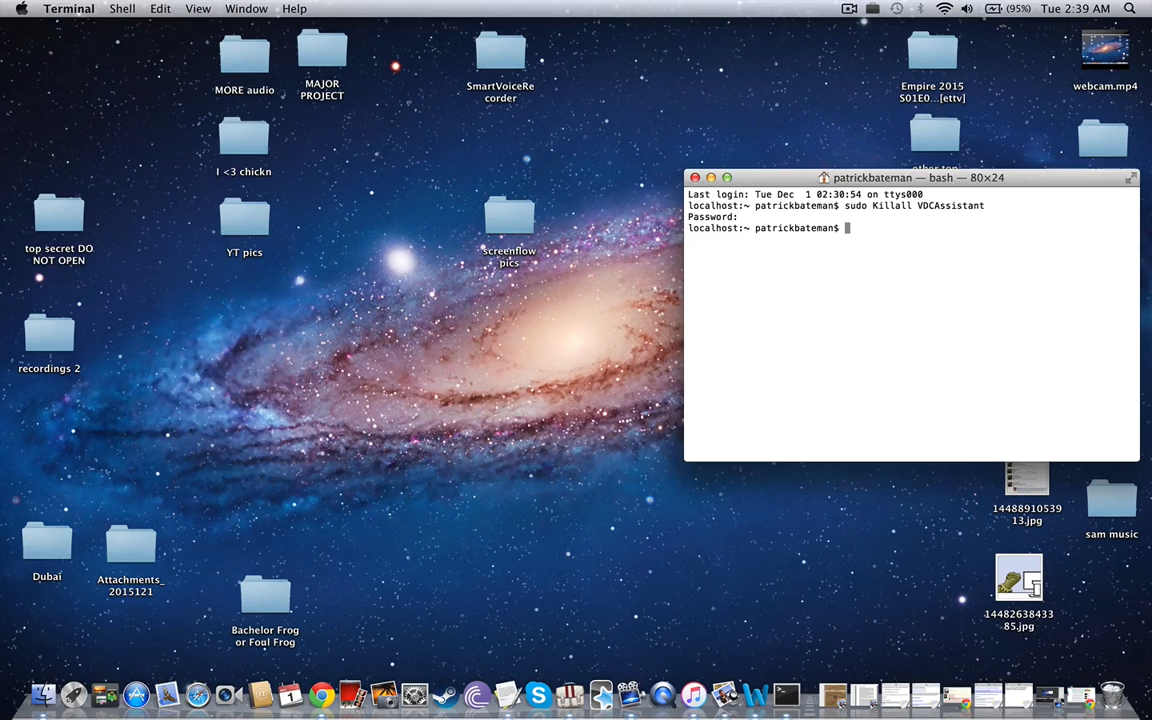 Terminal Shell Edit View Window Help
(95%) Tue 2:39 AM
MORE audio
MAJOR
PROJECT
SmartVoiceRe
corder
Empire 2015
S01E0...[ettv]
webcam.mp4
I <3 chickn
patrickbateman — bash — 80×24
Last login: Tue Dec  1 02:30:54 on ttys000
localhost:~ patrickbateman$ sudo Killall VDCAssistant
Password:
localhost:~ patrickbateman$
top secret DO
NOT OPEN
YT pics
screenflow
pics
recordings 2
14488910539
13.jpg
sam music
Dubai
Attachments_
2015121
Bachelor Frog
or Foul Frog
14482638433
85.jpg